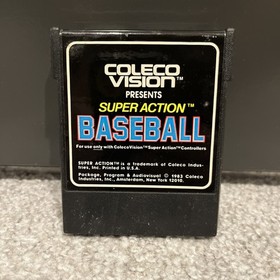 COLECO
VISION™
PRESENTS
SUPER ACTION™
BASEBALL
For use only with ColecoVision™ Super Action™ Controllers
SUPER ACTION™ is a trademark of Coleco Indus-
tries, Inc. Printed in U.S.A.
Package, Program & Audiovisual © 1983 Coleco
Industries, Inc., Amsterdam, New York 12010.